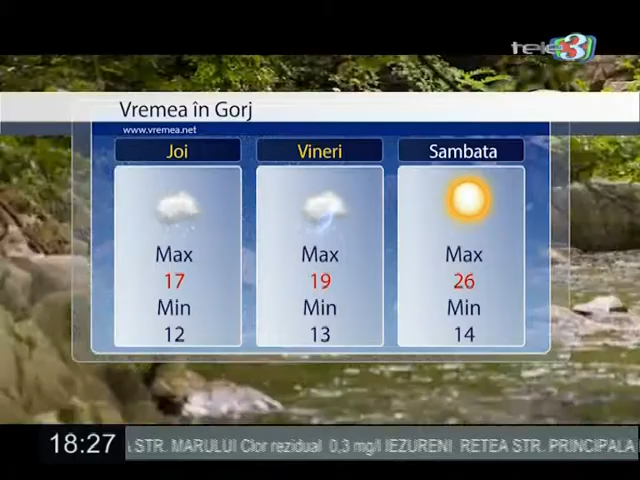 tele3
Vremea în Gorj
www.vremea.net
Joi
Vineri
Sambata
Max
17
Min
12
Max
19
Min
13
Max
26
Min
14
18:27
A STR. MARULUI Clor rezidual 0,3 mg/l IEZURENI RETEA STR. PRINCIPALA